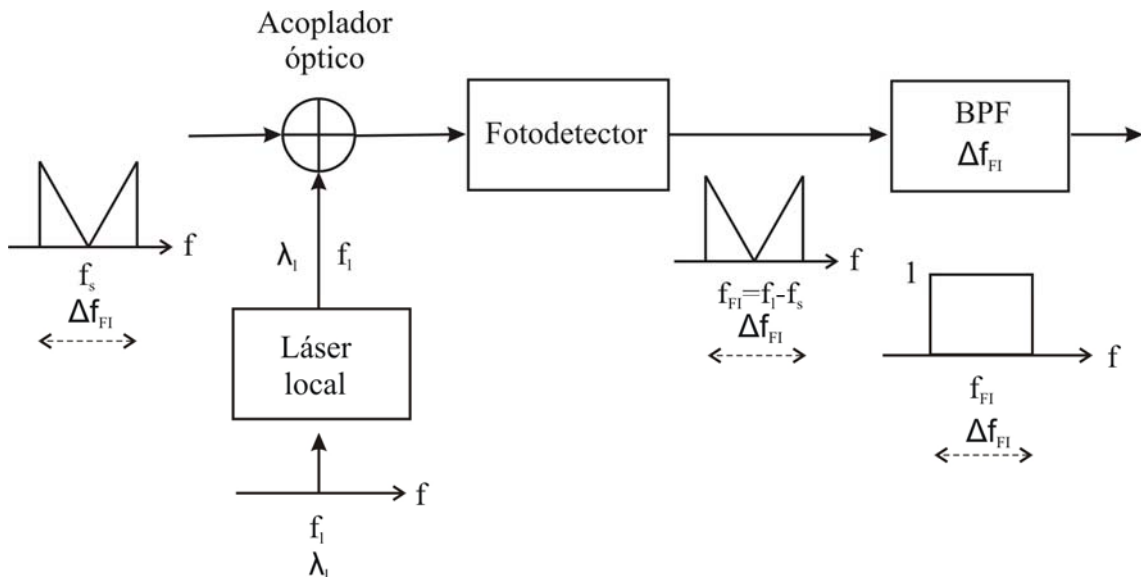 Acoplador
óptico
Fotodetector
BPF
Δf_FI
f
f_s
Δf_FI
λ_l f_l
f
f_FI=f_l-f_s
Δf_FI
1
f
f_FI
Δf_FI
Láser
local
f
f_l
λ_l